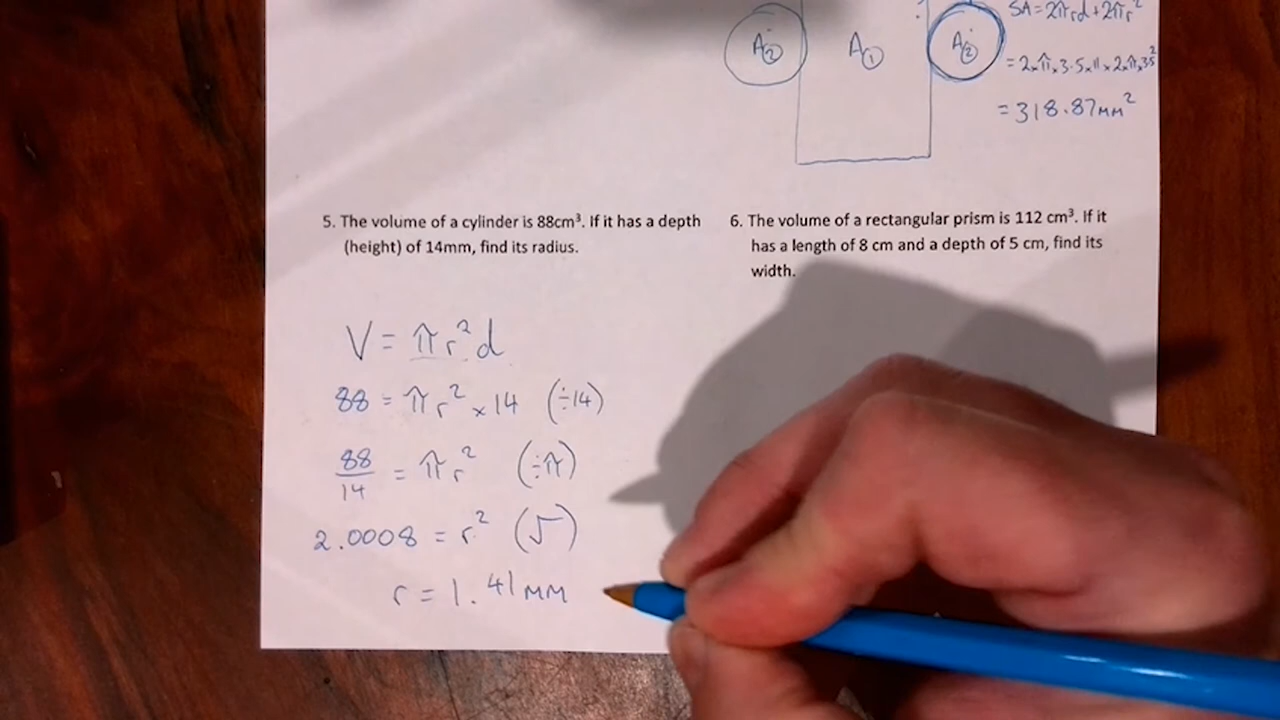 A② A① A②
SA = 2πrd + 2πr²
= 2×π×3.5×11×2×π×3.5²
= 318.87mm²
5. The volume of a cylinder is 88cm³. If it has a depth
(height) of 14mm, find its radius.
6. The volume of a rectangular prism is 112 cm³. If it
has a length of 8 cm and a depth of 5 cm, find its
width.
V = πr²d
88 = πr² × 14 (÷14)
88/14 = πr² (÷π)
2.0008 = r² (√)
r = 1.41mm